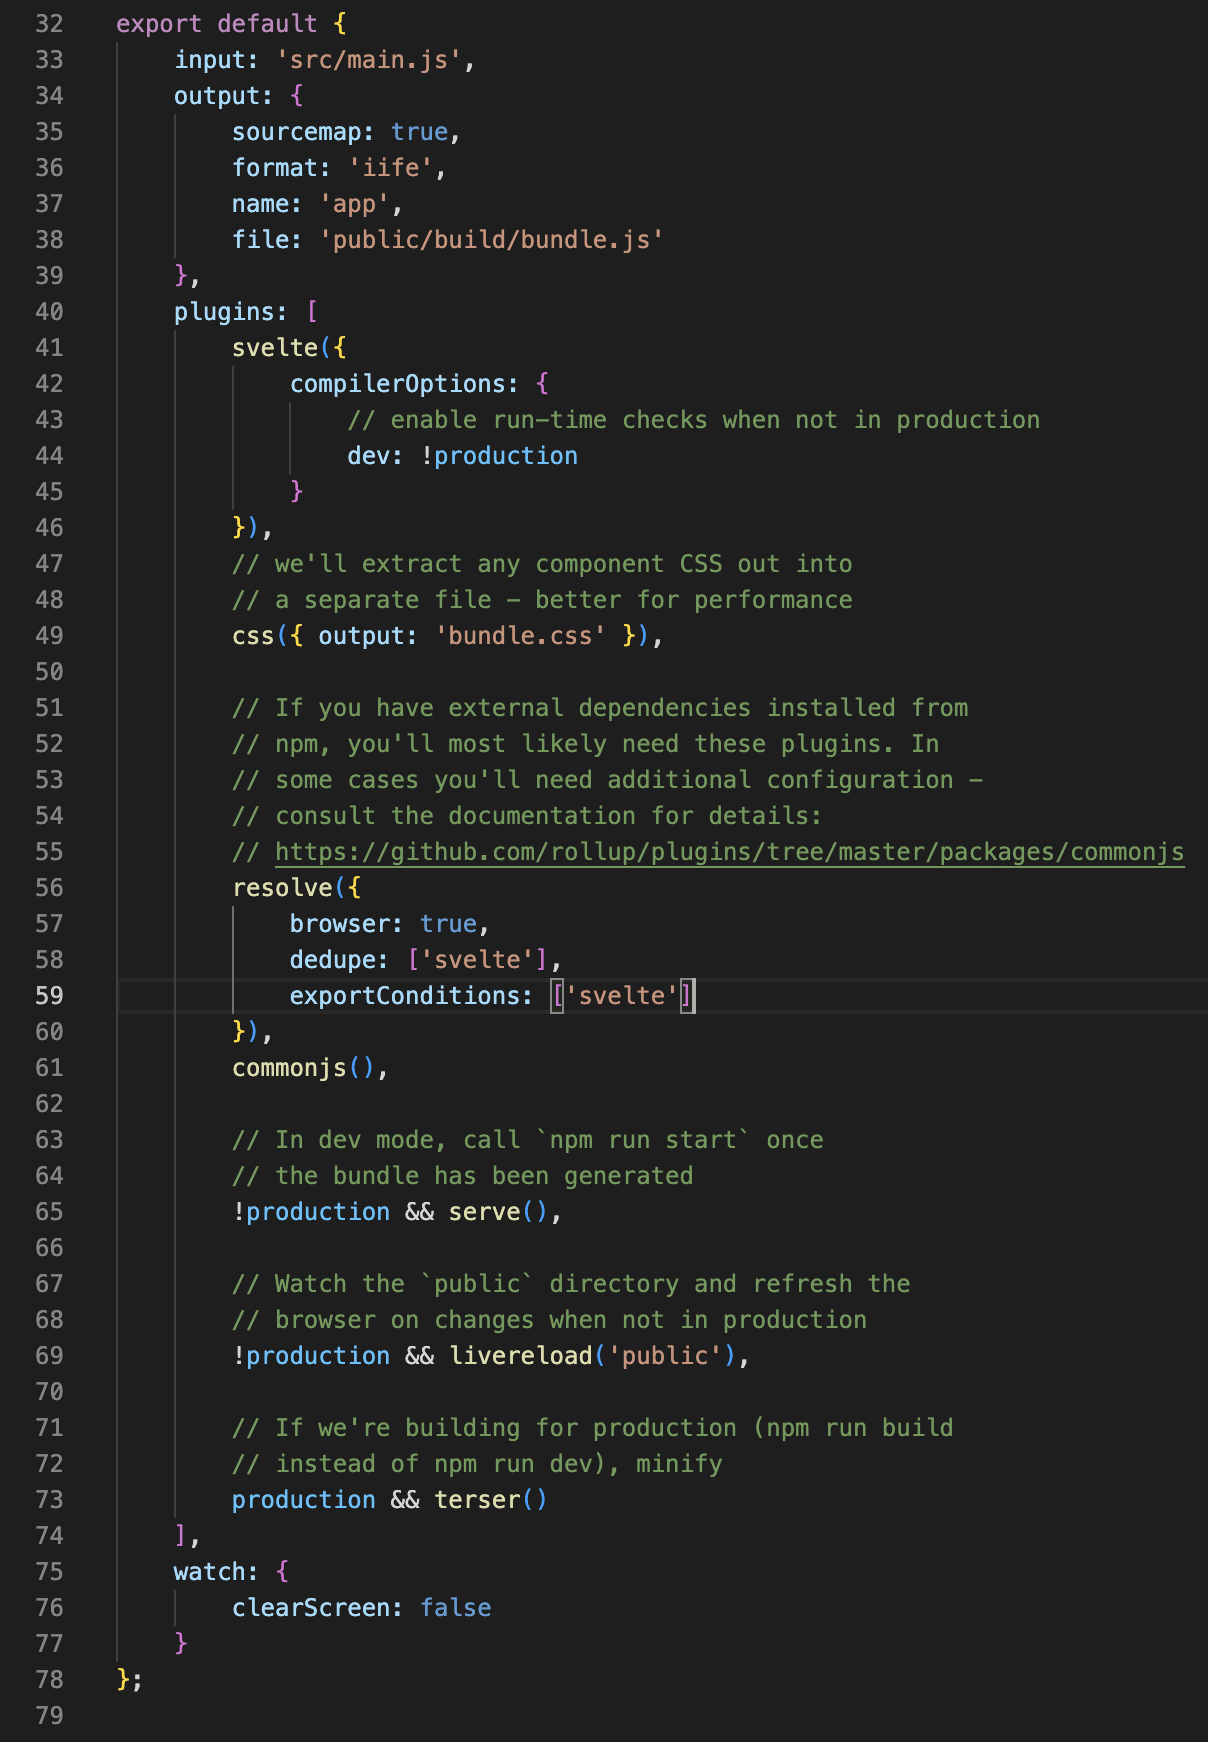 32 export default {
33 input: 'src/main.js',
34 output: {
35 sourcemap: true,
36 format: 'iife',
37 name: 'app',
38 file: 'public/build/bundle.js'
39 },
40 plugins: [
41 svelte({
42 compilerOptions: {
43 // enable run-time checks when not in production
44 dev: !production
45 }
46 }),
47 // we'll extract any component CSS out into
48 // a separate file - better for performance
49 css({ output: 'bundle.css' }),
50
51 // If you have external dependencies installed from
52 // npm, you'll most likely need these plugins. In
53 // some cases you'll need additional configuration -
54 // consult the documentation for details:
55 // https://github.com/rollup/plugins/tree/master/packages/commonjs
56 resolve({
57 browser: true,
58 dedupe: ['svelte'],
59 exportConditions: ['svelte']
60 }),
61 commonjs(),
62
63 // In dev mode, call `npm run start` once
64 // the bundle has been generated
65 !production && serve(),
66
67 // Watch the `public` directory and refresh the
68 // browser on changes when not in production
69 !production && livereload('public'),
70
71 // If we're building for production (npm run build
72 // instead of npm run dev), minify
73 production && terser()
74 ],
75 watch: {
76 clearScreen: false
77 }
78 };
79